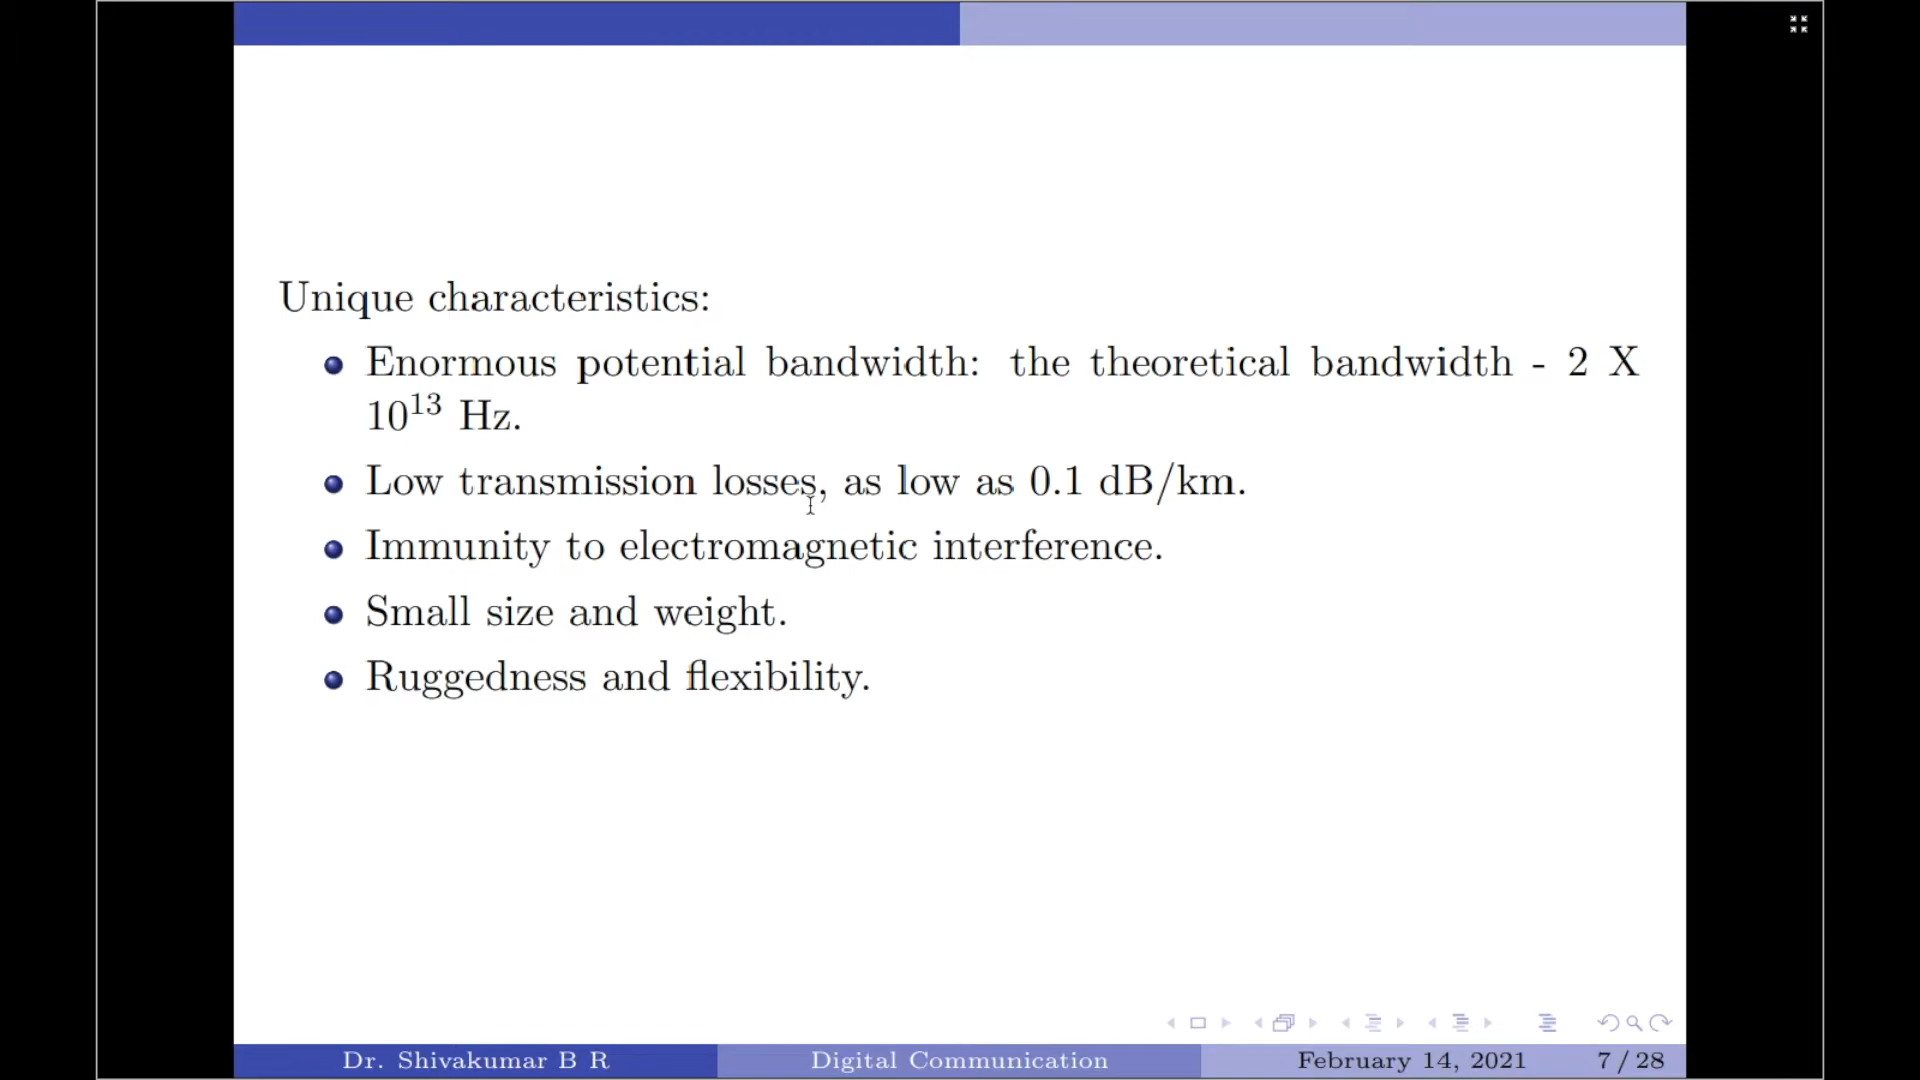 Unique characteristics:
Enormous potential bandwidth: the theoretical bandwidth - 2 X
10¹³ Hz.
Low transmission losses, as low as 0.1 dB/km.
Immunity to electromagnetic interference.
Small size and weight.
Ruggedness and flexibility.
Dr. Shivakumar B R Digital Communication February 14, 2021 7 / 28